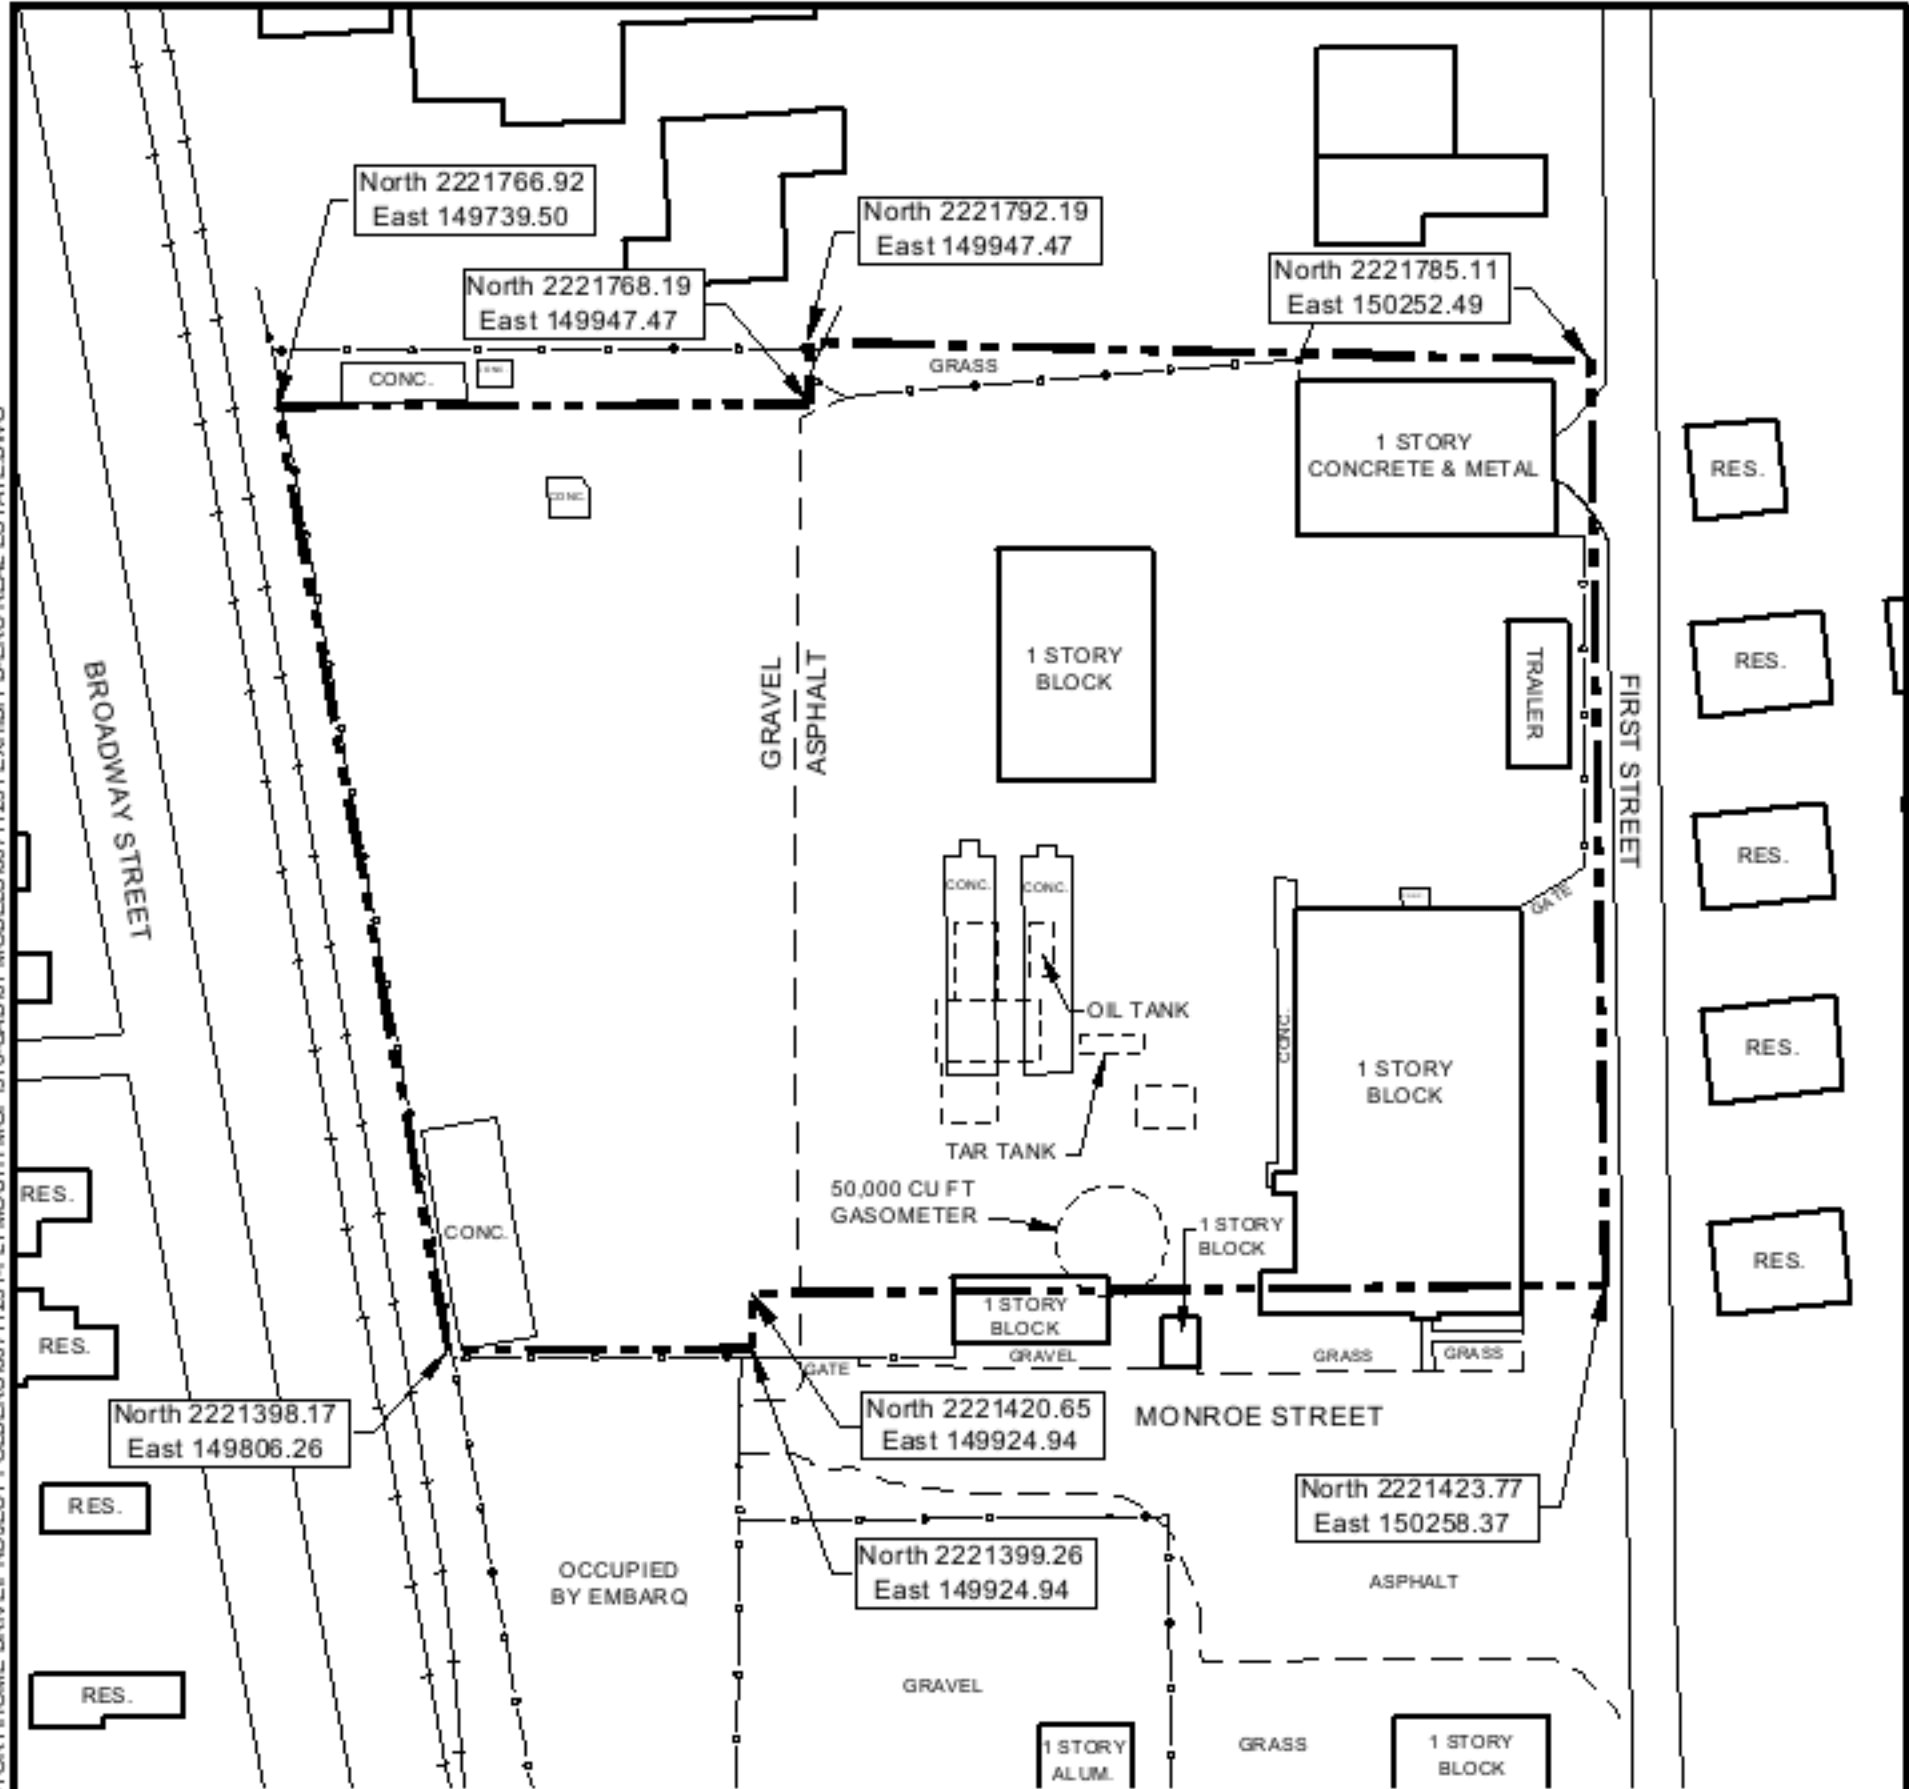 North 2221766.92
East 149739.50
North 2221792.19
East 149947.47
North 2221768.19
East 149947.47
North 2221785.11
East 150252.49
GRASS
CONC.
CONC.
1 STORY
CONCRETE & METAL
RES.
CONC.
1 STORY
BLOCK
RES.
GRAVEL
ASPHALT
TRAILER
FIRST STREET
BROADWAY STREET
RES.
CONC.
CONC.
GATE
OIL TANK
CONC.
1 STORY
BLOCK
RES.
TAR TANK
50,000 CU FT
GASOMETER
RES.
1 STORY
BLOCK
CONC.
RES.
1 STORY
BLOCK
RES.
GRAVEL
GRASS
GRASS
GATE
North 2221398.17
East 149806.26
North 2221420.65
East 149924.94
MONROE STREET
RES.
North 2221423.77
East 150258.37
North 2221399.26
East 149924.94
OCCUPIED
BY EMBARQ
ASPHALT
RES.
GRAVEL
1 STORY
ALUM.
GRASS
1 STORY
BLOCK